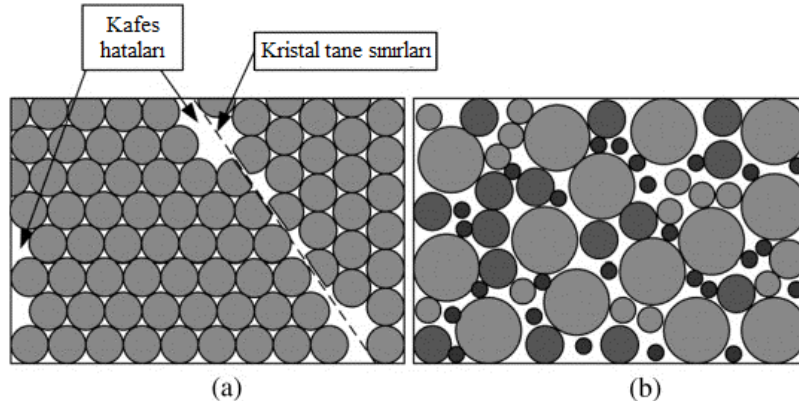 Kafes
hataları
Kristal tane sınırları
(a)
(b)